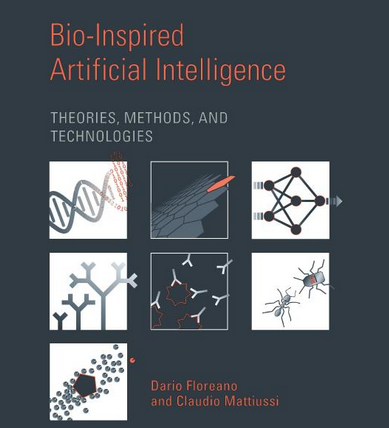 Bio-Inspired
Artificial Intelligence
THEORIES, METHODS, AND
TECHNOLOGIES
Dario Floreano
and Claudio Mattiussi